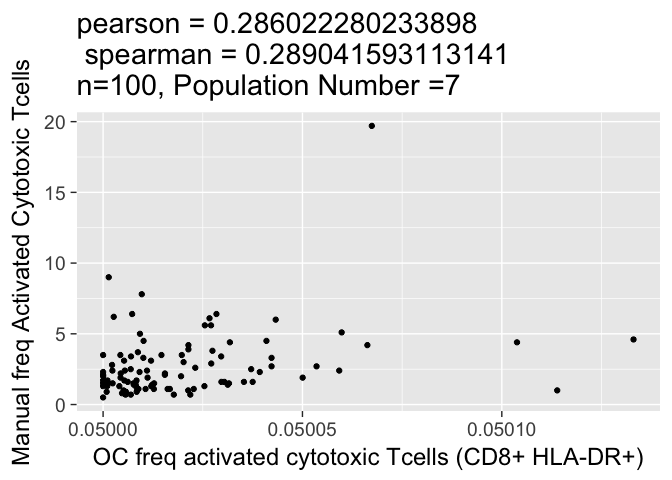 pearson = 0.286022280233898
spearman = 0.289041593113141
n=100, Population Number =7
Manual freq Activated Cytotoxic Tcells
20
15
10
5
0
0.05000
0.05005
0.05010
OC freq activated cytotoxic Tcells (CD8+ HLA-DR+)